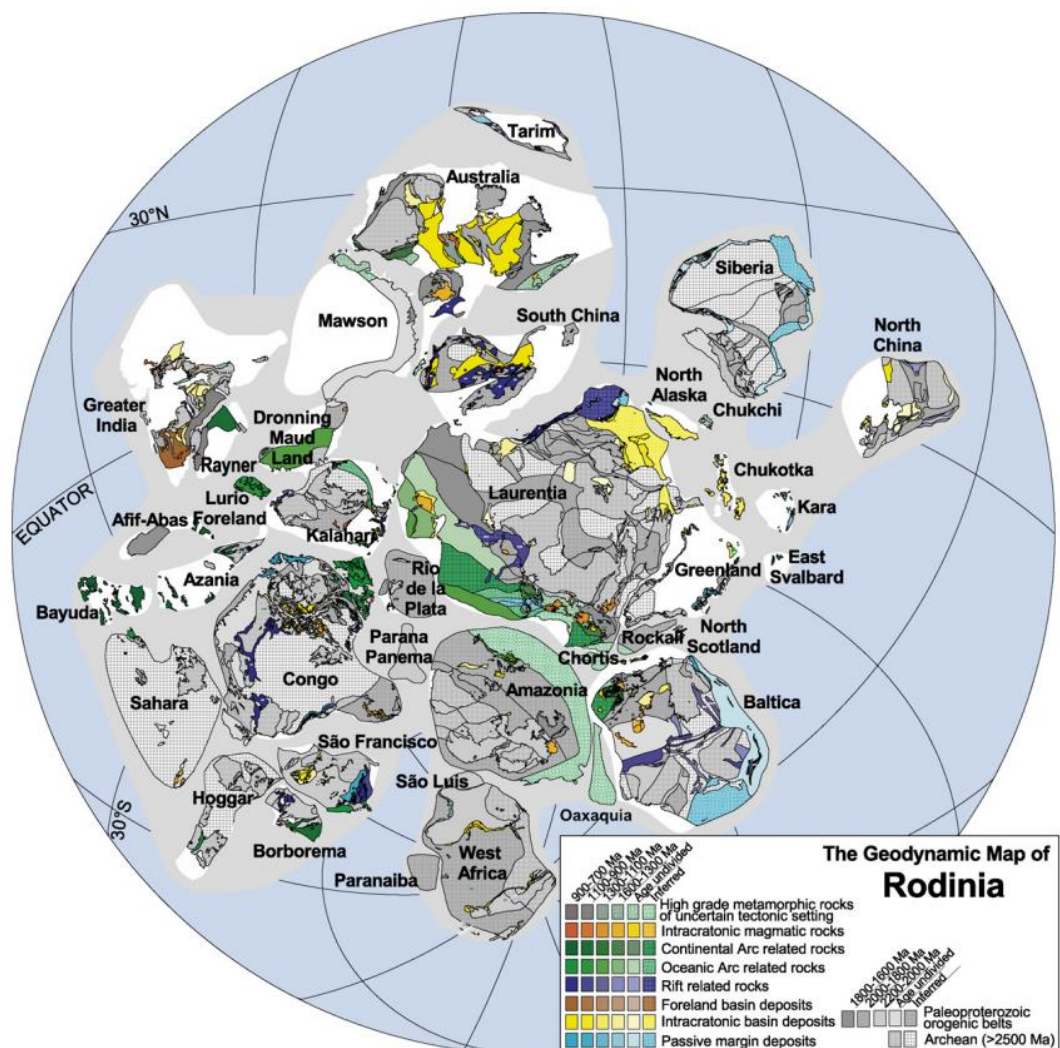 Tarim
Australia
30°N
Siberia
Mawson
South China
North
China
North
Alaska
Chukchi
Greater
India
Dronning
Maud
Land
Rayner
Laurentia
Chukotka
EQUATOR
Lurio
Foreland
Kara
Afif-Abas
Kalahari
Azania
Rio
de la
Plata
Greenland
East
Svalbard
Bayuda
Rockall
North
Scotland
Parana
Panema
Chortis
Congo
Amazonia
Sahara
Baltica
São Francisco
São Luis
Hoggar
30°S
Oaxaquia
Borborema
West
Africa
Paranaiba
The Geodynamic Map of
Rodinia
900-700 Ma
1100-900 Ma
1300-1100 Ma
1600-1300 Ma
Age undivided
Inferred
High grade metamorphic rocks
of uncertain tectonic setting
Intracratonic magmatic rocks
Continental Arc related rocks
Oceanic Arc related rocks
Rift related rocks
Foreland basin deposits
Intracratonic basin deposits
Passive margin deposits
1800-1600 Ma
2000-1800 Ma
2200-2000 Ma
Age undivided
Inferred
Paleoproterozoic
orogenic belts
Archean (>2500 Ma)